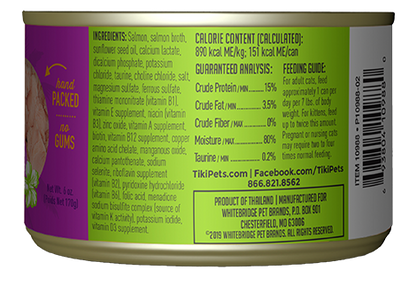 hand
PACKED
no
GUMS
Net Wt. 6 oz.
(Poids Net 170g)
INGREDIENTS: Salmon, salmon broth,
sunflower seed oil, calcium lactate,
dicalcium phosphate, potassium
chloride, taurine, choline chloride, salt,
magnesium sulfate, ferrous sulfate,
thiamine mononitrate (vitamin B1),
vitamin E supplement, niacin (vitamin
B3), zinc oxide, vitamin A supplement,
biotin, vitamin B12 supplement, copper
amino acid chelate, manganous oxide,
calcium pantothenate, sodium
selenite, riboflavin supplement
(vitamin B2), pyridoxine hydrochloride
(vitamin B6), folic acid, menadione
sodium bisulfite complex (source of
vitamin K activity), potassium iodide,
vitamin D3 supplement.
CALORIE CONTENT (CALCULATED):
890 kcal ME/kg; 151 kcal ME/can
GUARANTEED ANALYSIS:
Crude Protein/MIN. 15%
Crude Fat/MIN. 3.5%
Crude Fiber/MAX 0%
Moisture/MAX 80%
Taurine/MIN. 0.2%
FEEDING GUIDE:
For adult cats, feed
approximately 1 can per
day per 7 lbs. of body
weight. For kittens, feed
up to twice this amount.
Pregnant or nursing cats
may require two to four
times normal feeding.
TikiPets.com | Facebook.com/TikiPets
866.821.8562
PRODUCT OF THAILAND | MANUFACTURED FOR
WHITEBRIDGE PET BRANDS, P.O. BOX 901
CHESTERFIELD, MO 63006
©2019 WHITEBRIDGE PET BRANDS, ALL RIGHTS RESERVED
ITEM 10988 • P10988-02